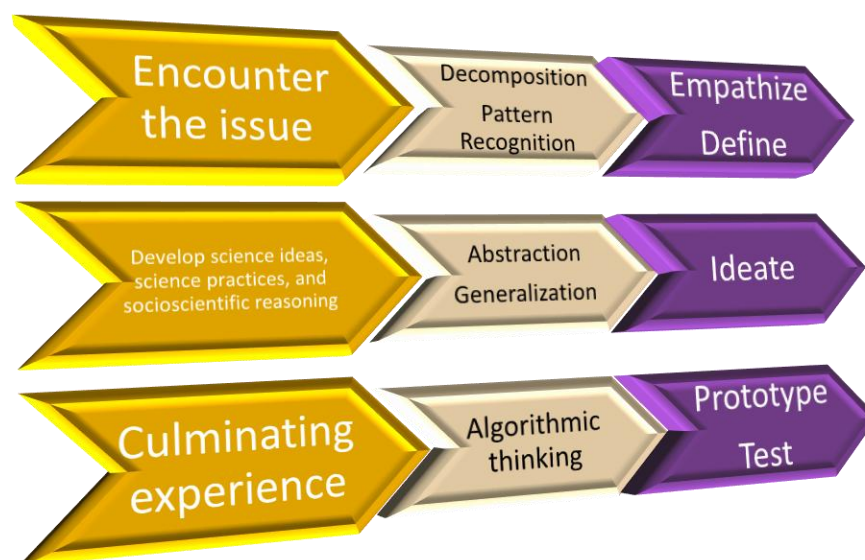 Encounter
the issue
Decomposition
Pattern
Recognition
Empathize
Define
Develop science ideas,
science practices, and
socioscientific reasoning
Abstraction
Generalization
Ideate
Culminating
experience
Algorithmic
thinking
Prototype
Test